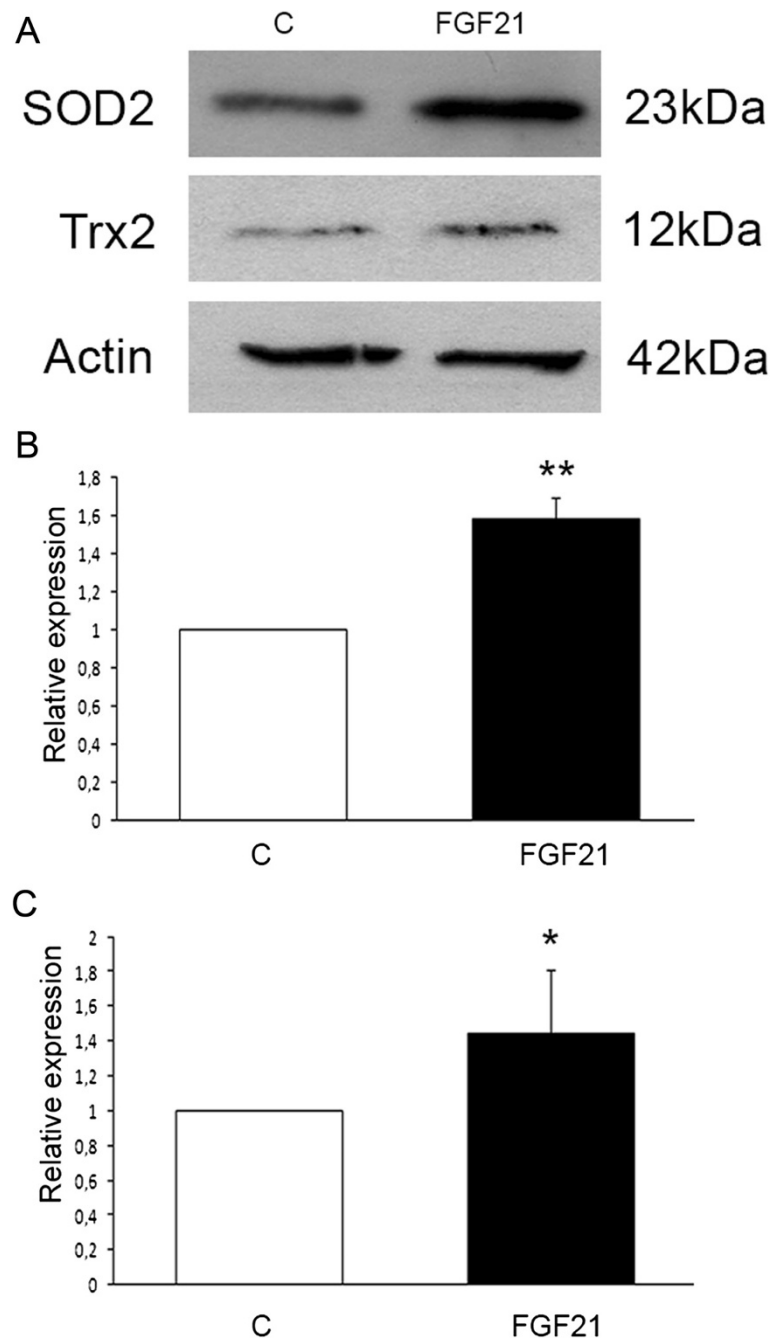 A
C FGF21
SOD2 23kDa
Trx2 12kDa
Actin 42kDa
B
Relative expression
1,8
1,6
1,4
1,2
1
0,8
0,6
0,4
0,2
0
**
C FGF21
C
Relative expression
2
1,8
1,6
1,4
1,2
1
0,8
0,6
0,4
0,2
0
*
C FGF21